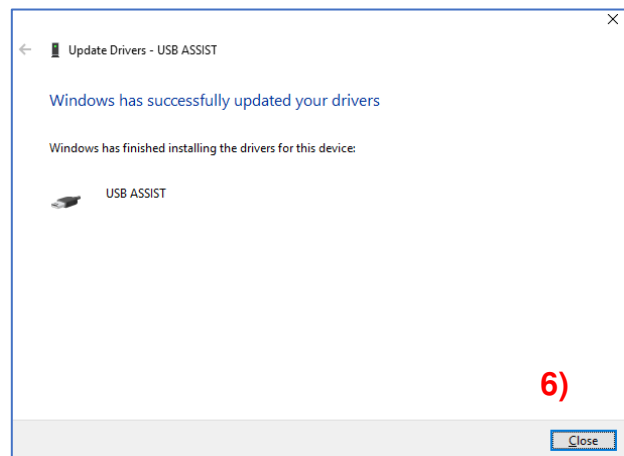 Update Drivers - USB ASSIST
Windows has successfully updated your drivers
Windows has finished installing the drivers for this device:
USB ASSIST
6)
Close